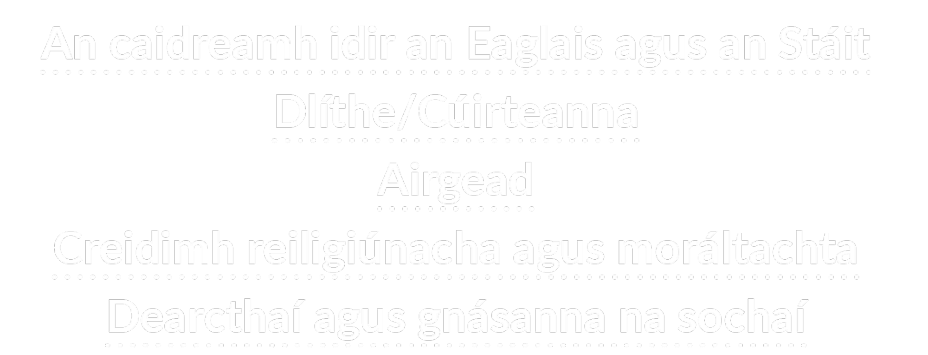 An caidreamh idir an Eaglais agus an Stáit
Dlíthe/Cúirteanna
Airgead
Creidimh reiligiúnacha agus moráltachta
Dearcthaí agus gnásanna na sochaí